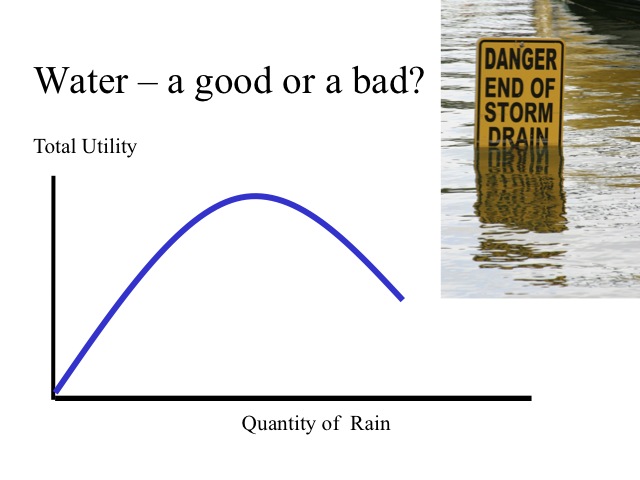 Water – a good or a bad?
DANGER
END OF
STORM
DRAIN
Total Utility
Quantity of  Rain